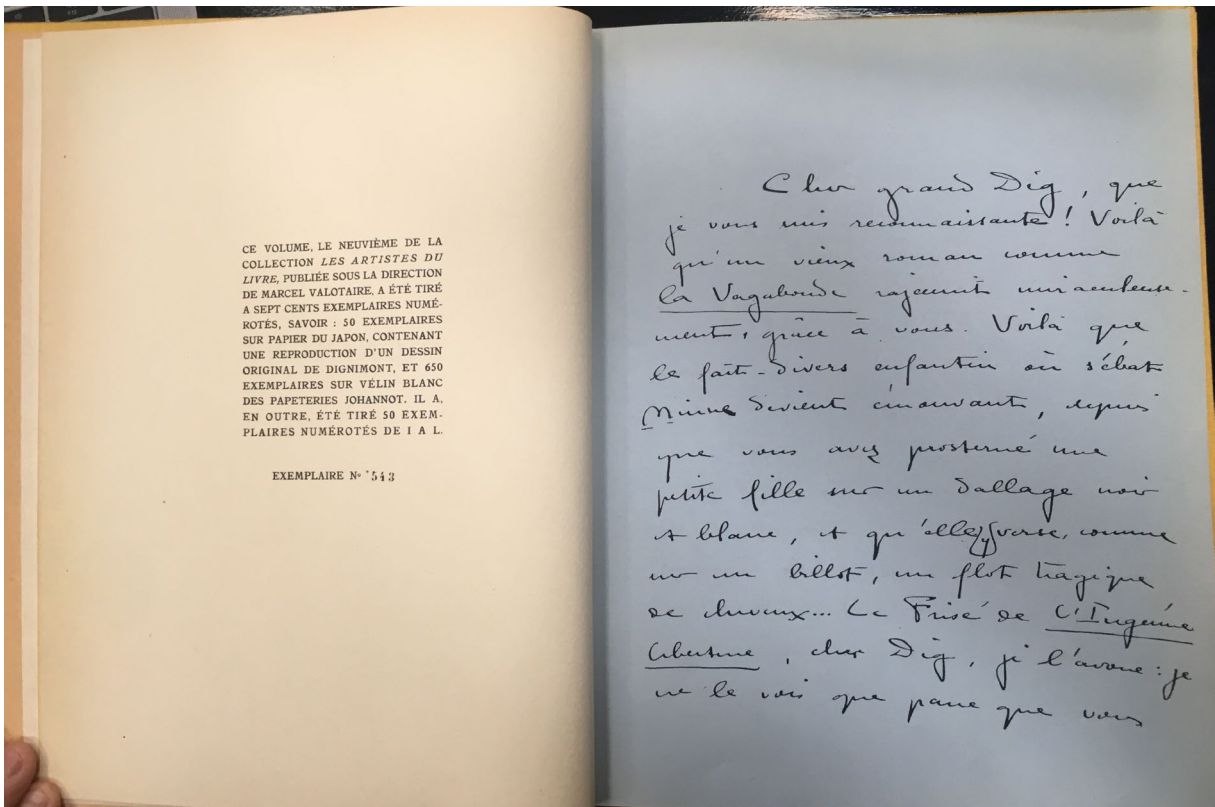 CE VOLUME, LE NEUVIÈME DE LA
COLLECTION LES ARTISTES DU
LIVRE, PUBLIÉE SOUS LA DIRECTION
DE MARCEL VALOTAIRE, A ÉTÉ TIRÉ
A SEPT CENTS EXEMPLAIRES NUMÉ-
ROTÉS, SAVOIR : 50 EXEMPLAIRES
SUR PAPIER DU JAPON, CONTENANT
UNE REPRODUCTION D'UN DESSIN
ORIGINAL DE DIGNIMONT, ET 650
EXEMPLAIRES SUR VÉLIN BLANC
DES PAPETERIES JOHANNOT. IL A,
EN OUTRE, ÉTÉ TIRÉ 50 EXEM-
PLAIRES NUMÉROTÉS DE I A L.
EXEMPLAIRE No 543
Cher grand Dig, que
je vous suis reconnaissante ! Voilà
qu'un vieux roman comme
La Vagabonde rajeunit miraculeuse-
ment, grâce à vous. Voilà que
le fait-divers enfantin où s'ébat
Minne devient émouvant, depuis
que vous avez prosterné une
petite fille sur un dallage noir
et blanc, et qu'elle y verse, comme
sur un billot, un flot tragique
de cheveux... Le Frisé de L'Ingénue
Libertine, cher Dig, je l'avoue : je
ne le vois que parce que vous